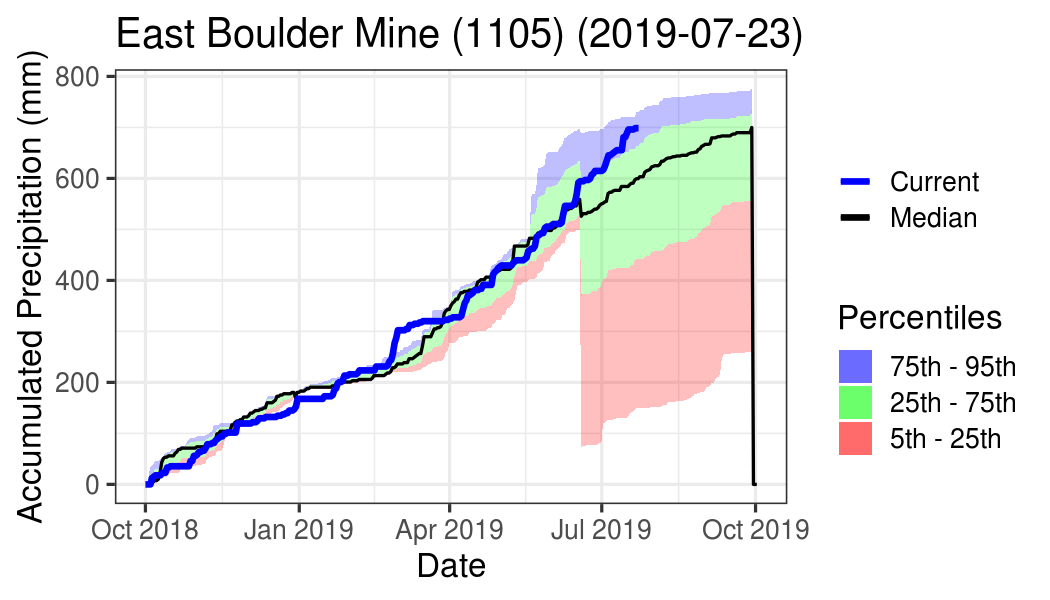 East Boulder Mine (1105) (2019-07-23)
Accumulated Precipitation (mm)
800
600
400
200
0
Oct 2018
Jan 2019
Apr 2019
Jul 2019
Oct 2019
Date
Current
Median
Percentiles
75th - 95th
25th - 75th
5th - 25th